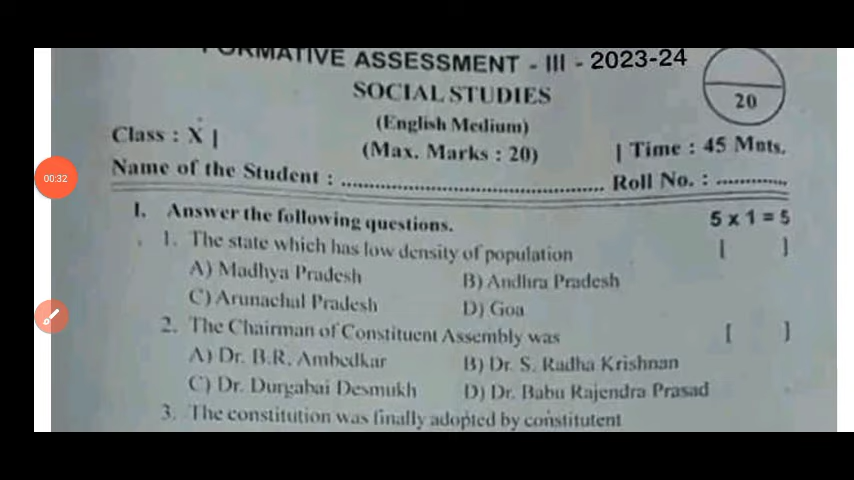 FORMATIVE ASSESSMENT - III - 2023-24
SOCIAL STUDIES
20
(English Medium)
Class : X |
(Max. Marks : 20)
| Time : 45 Mnts.
Name of the Student : ............................................... Roll No. : .............
00:32
I. Answer the following questions. 5 x 1 = 5
1. The state which has low density of population [ ]
A) Madhya Pradesh B) Andhra Pradesh
C) Arunachal Pradesh D) Goa
2. The Chairman of Constituent Assembly was [ ]
A) Dr. B.R. Ambedkar B) Dr. S. Radha Krishnan
C) Dr. Durgabai Desmukh D) Dr. Babu Rajendra Prasad
3. The constitution was finally adopted by constitutent